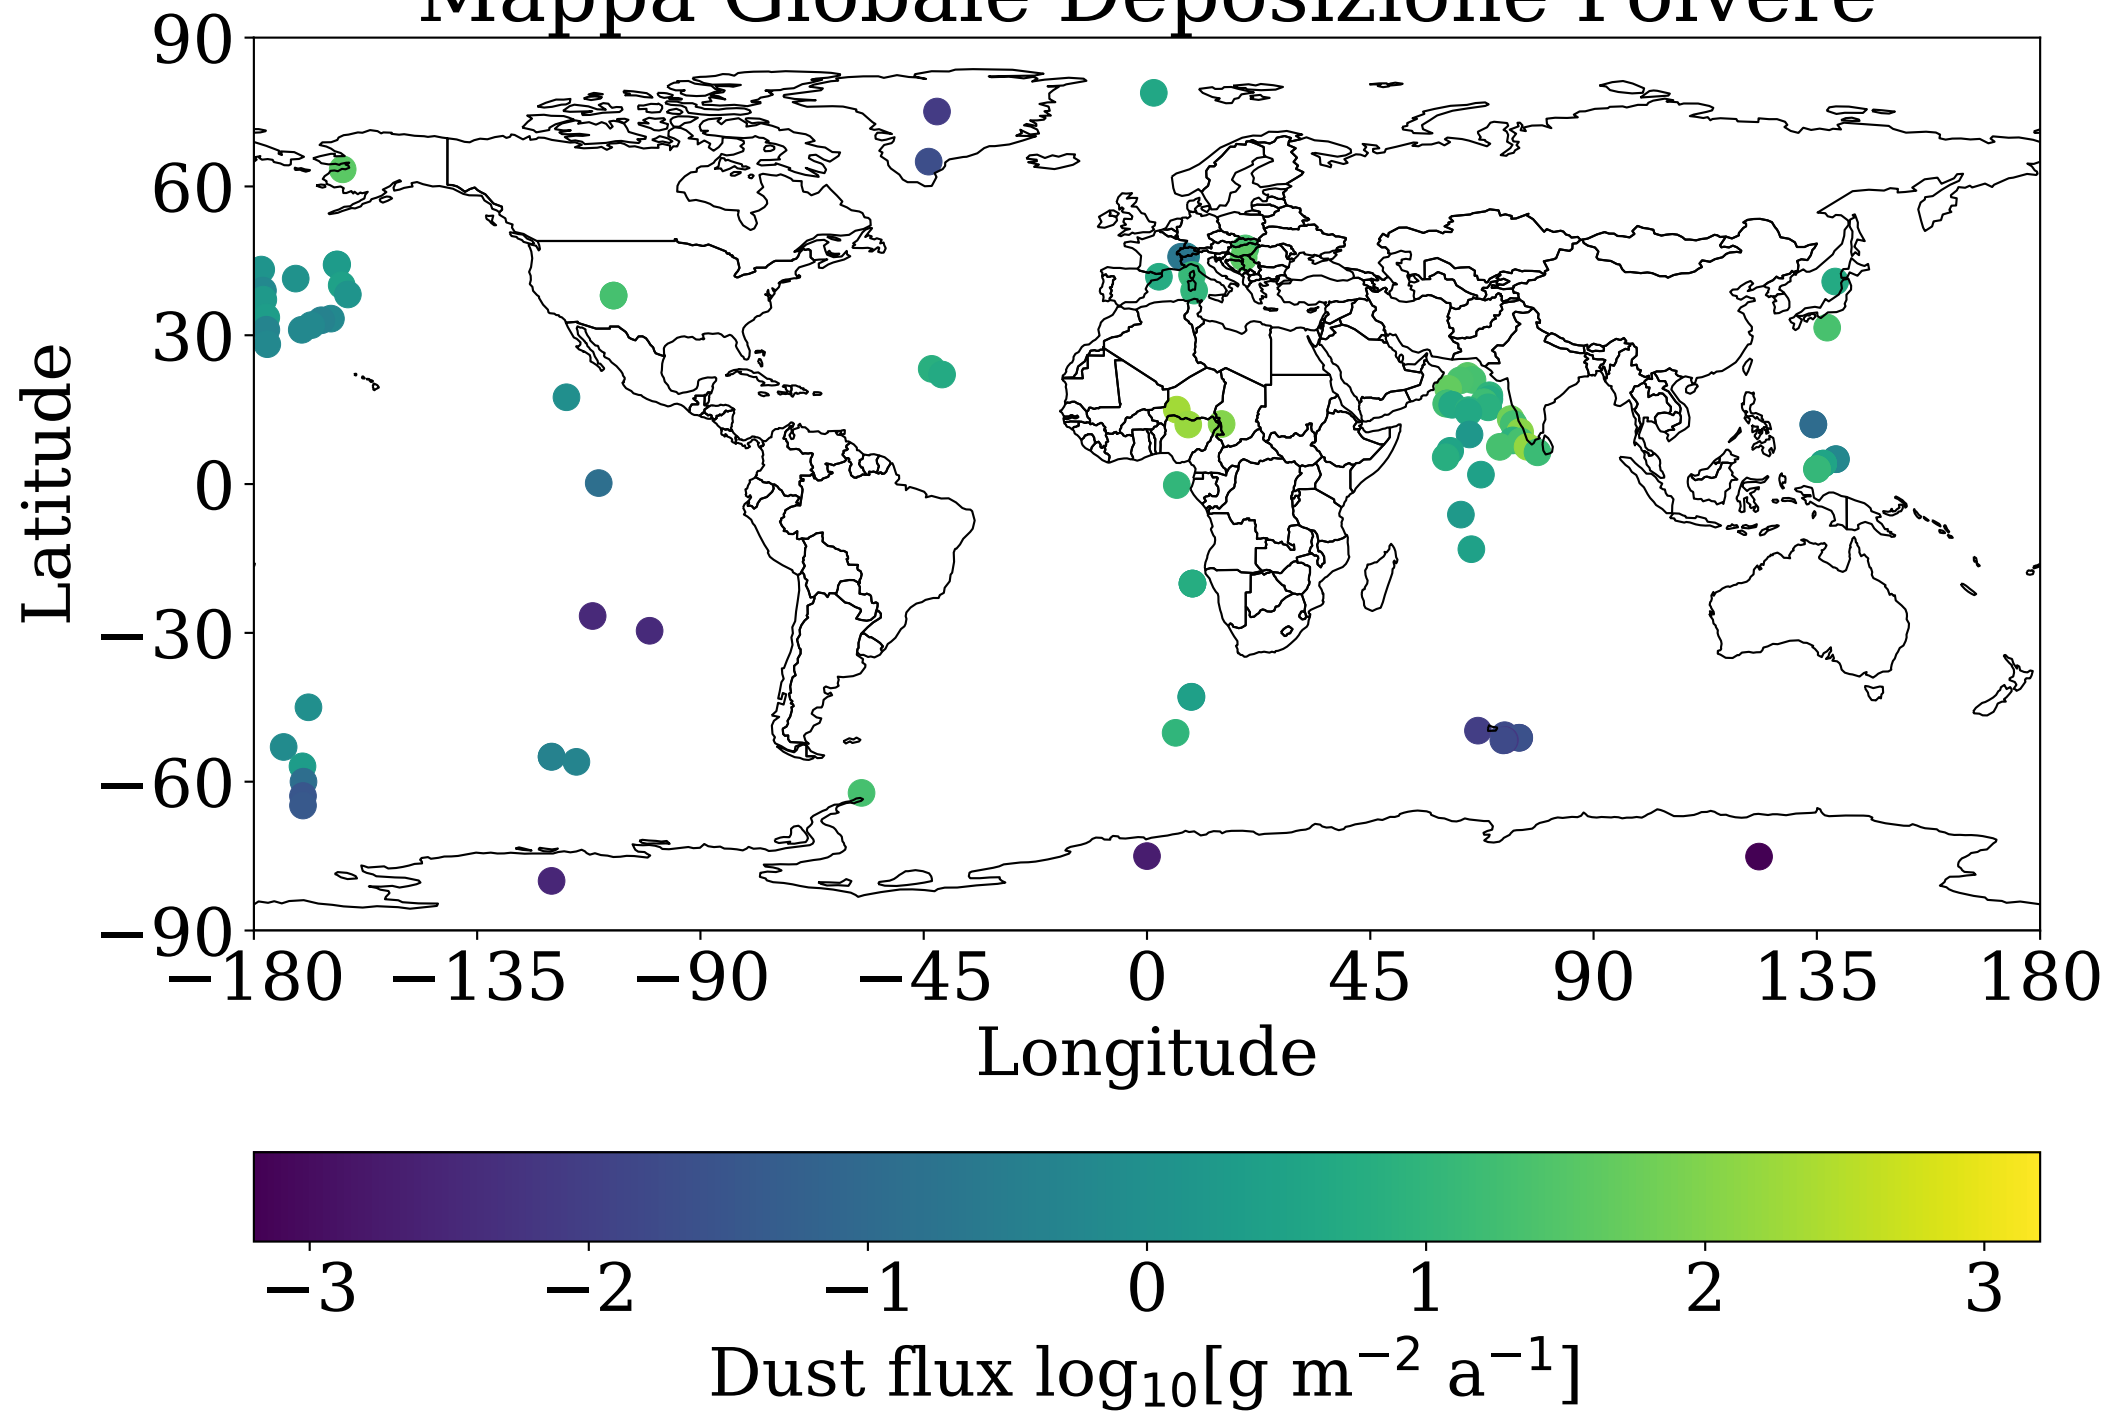 Mappa Globale Deposizione Polvere
90
60
30
0
−30
−60
−90
Latitude
−180 −135 −90 −45 0 45 90 135 180
Longitude
−3 −2 −1 0 1 2 3
Dust flux log₁₀[g m⁻² a⁻¹]